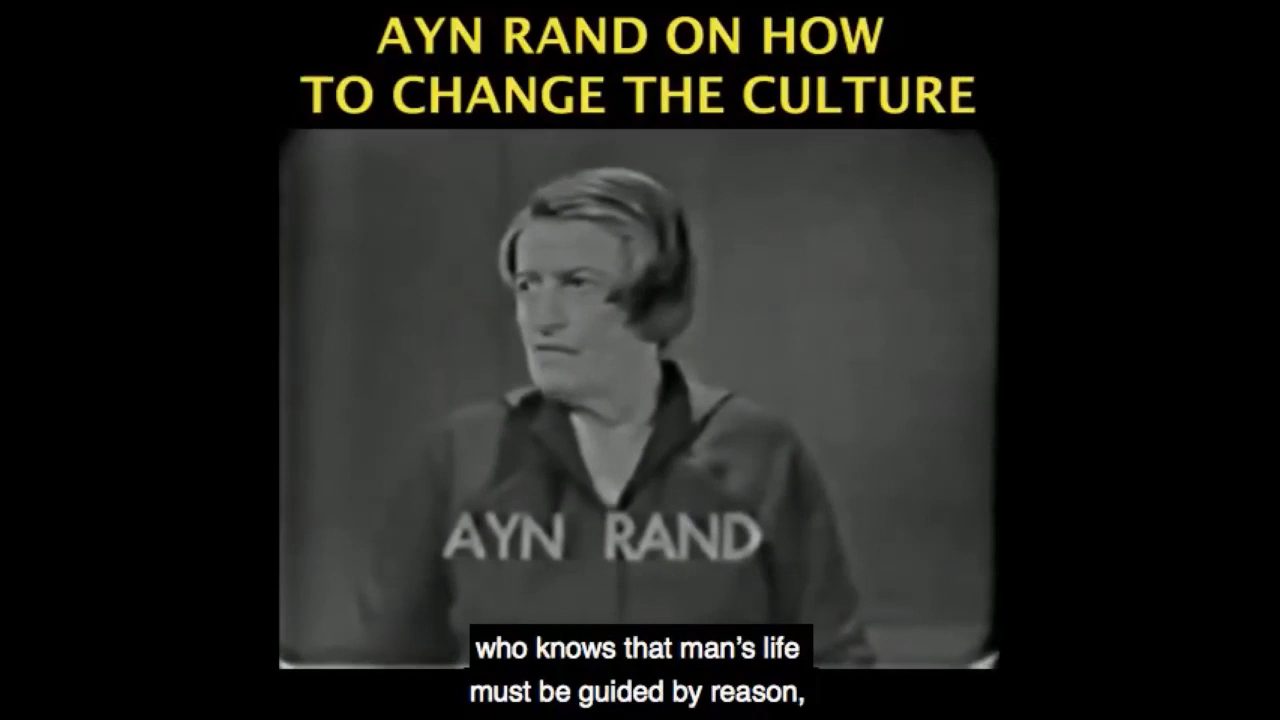 AYN RAND ON HOW
TO CHANGE THE CULTURE
AYN RAND
who knows that man's life
must be guided by reason,